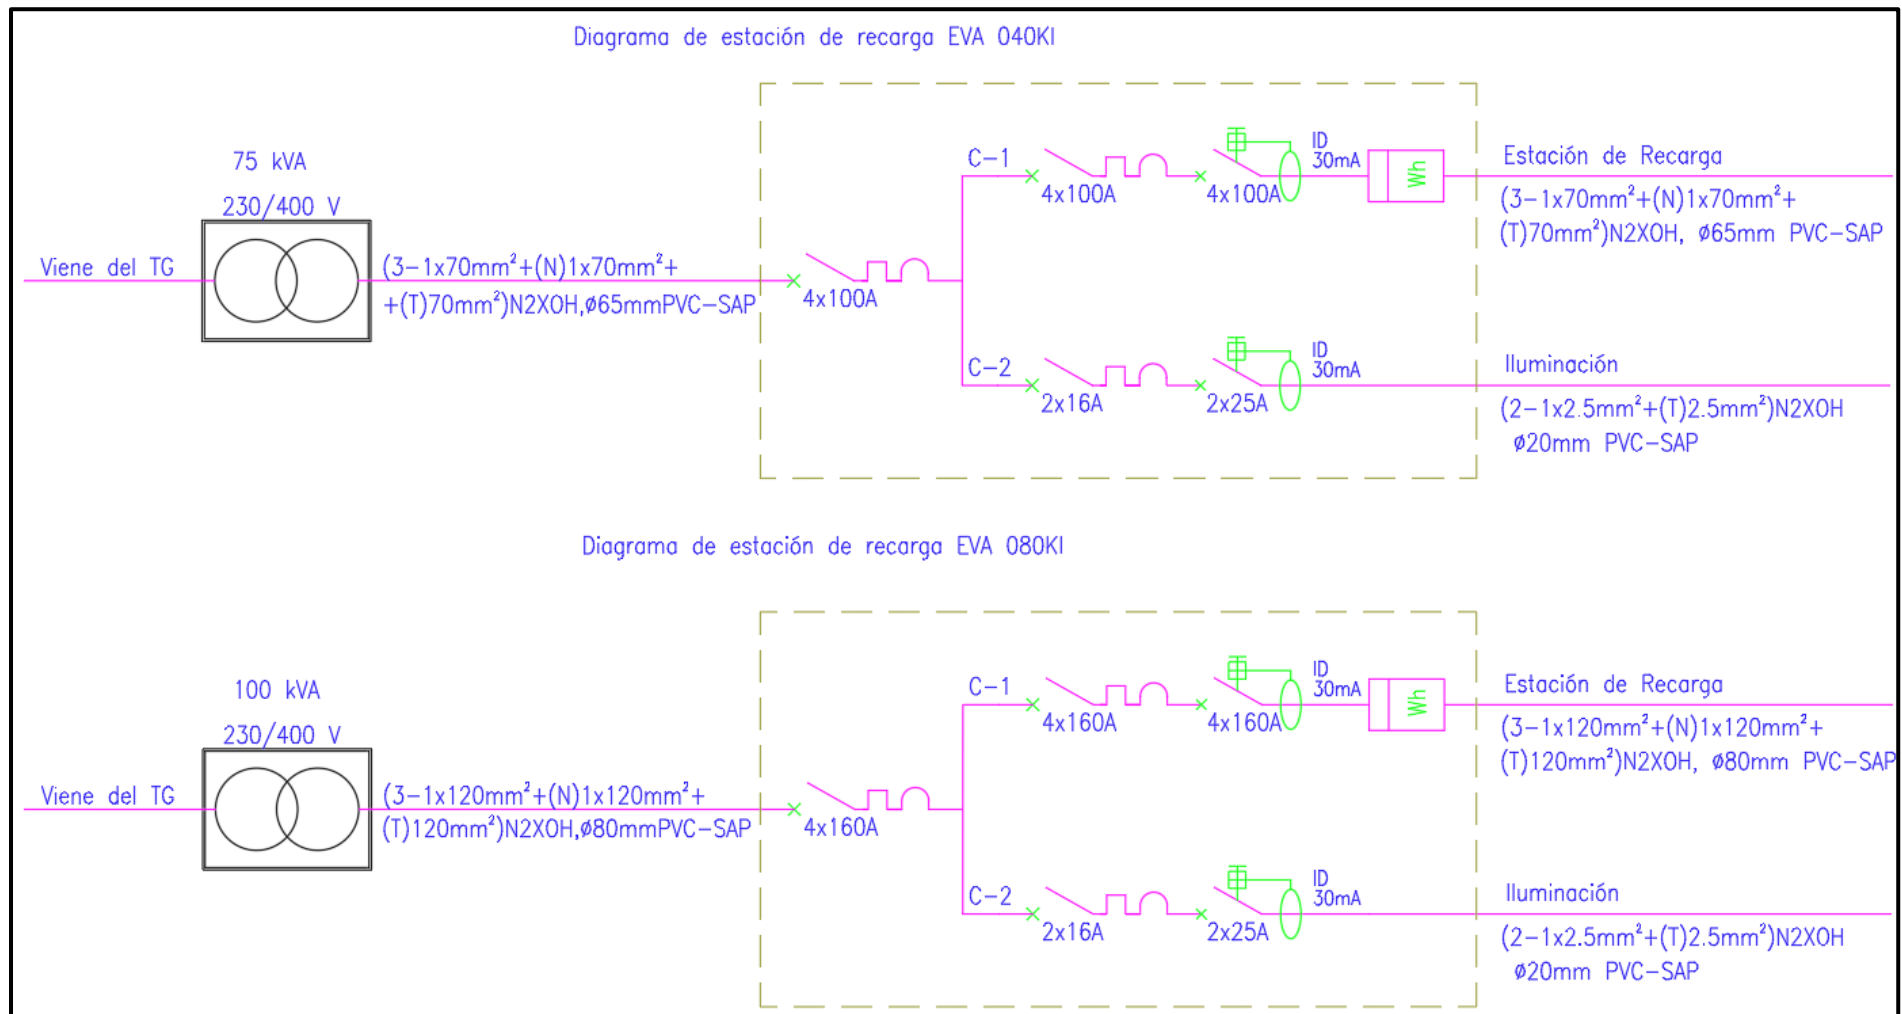 Diagrama de estación de recarga EVA 040KI
75 kVA
230/400 V
Viene del TG
(3-1x70mm²+(N)1x70mm²+
+(T)70mm²)N2XOH,ø65mmPVC-SAP
4x100A
C-1
4x100A
4x100A
ID
30mA
Wh
Estación de Recarga
(3-1x70mm²+(N)1x70mm²+
(T)70mm²)N2XOH, ø65mm PVC-SAP
C-2
2x16A
2x25A
ID
30mA
Iluminación
(2-1x2.5mm²+(T)2.5mm²)N2XOH
ø20mm PVC-SAP
Diagrama de estación de recarga EVA 080KI
100 kVA
230/400 V
Viene del TG
(3-1x120mm²+(N)1x120mm²+
(T)120mm²)N2XOH,ø80mmPVC-SAP
4x160A
C-1
4x160A
4x160A
ID
30mA
Wh
Estación de Recarga
(3-1x120mm²+(N)1x120mm²+
(T)120mm²)N2XOH, ø80mm PVC-SAP
C-2
2x16A
2x25A
ID
30mA
Iluminación
(2-1x2.5mm²+(T)2.5mm²)N2XOH
ø20mm PVC-SAP